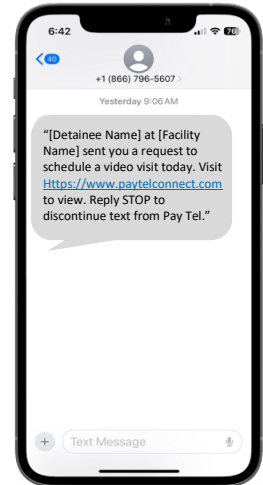 6:42
76
40
+1 (866) 796-5607 >
Yesterday 9:06 AM
“[Detainee Name] at [Facility
Name] sent you a request to
schedule a video visit today. Visit
Https://www.paytelconnect.com
to view. Reply STOP to
discontinue text from Pay Tel.”
+ Text Message